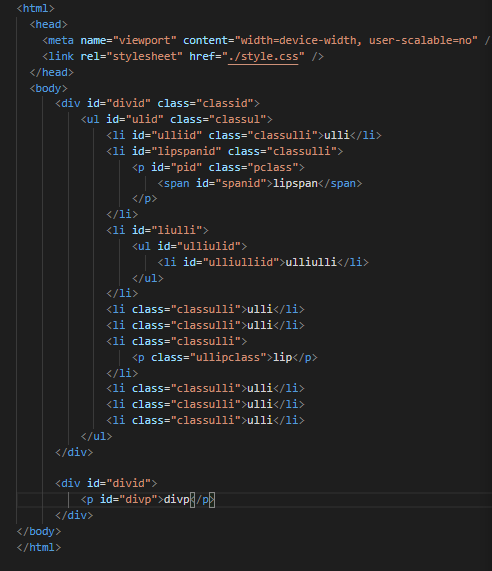 <html>
<head>
<meta name="viewport" content="width=device-width, user-scalable=no" /
<link rel="stylesheet" href="./style.css" />
</head>
<body>
<div id="divid" class="classid">
<ul id="ulid" class="classul">
<li id="ulliid" class="classulli">ulli</li>
<li id="lipspanid" class="classulli">
<p id="pid" class="pclass">
<span id="spanid">lipspan</span>
</p>
</li>
<li id="liulli">
<ul id="ulliulid">
<li id="ulliulliid">ulliulli</li>
</ul>
</li>
<li class="classulli">ulli</li>
<li class="classulli">ulli</li>
<li class="classulli">
<p class="ullipclass">lip</p>
</li>
<li class="classulli">ulli</li>
<li class="classulli">ulli</li>
<li class="classulli">ulli</li>
</ul>
</div>
<div id="divid">
<p id="divp">divp</p>
</div>
</body>
</html>